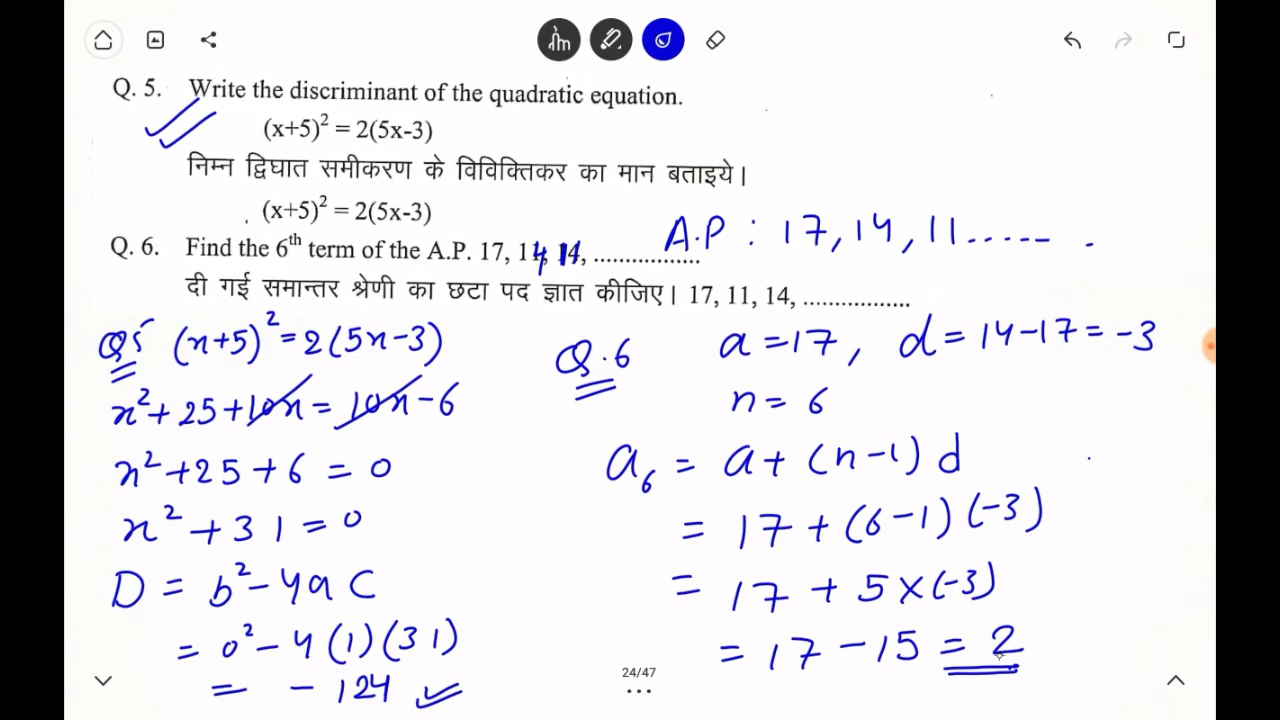 Q. 5. Write the discriminant of the quadratic equation.
(x+5)² = 2(5x-3)
निम्न द्विघात समीकरण के विविक्तिकर का मान बताइये।
(x+5)² = 2(5x-3)
A.P : 17, 14, 11.....
Q. 6. Find the 6th term of the A.P. 17, 14, 11, .................
दी गई समान्तर श्रेणी का छटा पद ज्ञात कीजिए। 17, 11, 14, .................
Q5 (x+5)² = 2(5x-3)
x² + 25 + 10x = 10x - 6
x² + 25 + 6 = 0
x² + 31 = 0
D = b² - 4ac
= 0² - 4(1)(31)
= - 124
Q.6 a = 17, d = 14 - 17 = -3
n = 6
a₆ = a + (n-1) d
= 17 + (6-1)(-3)
= 17 + 5 × (-3)
= 17 - 15 = 2
24/47